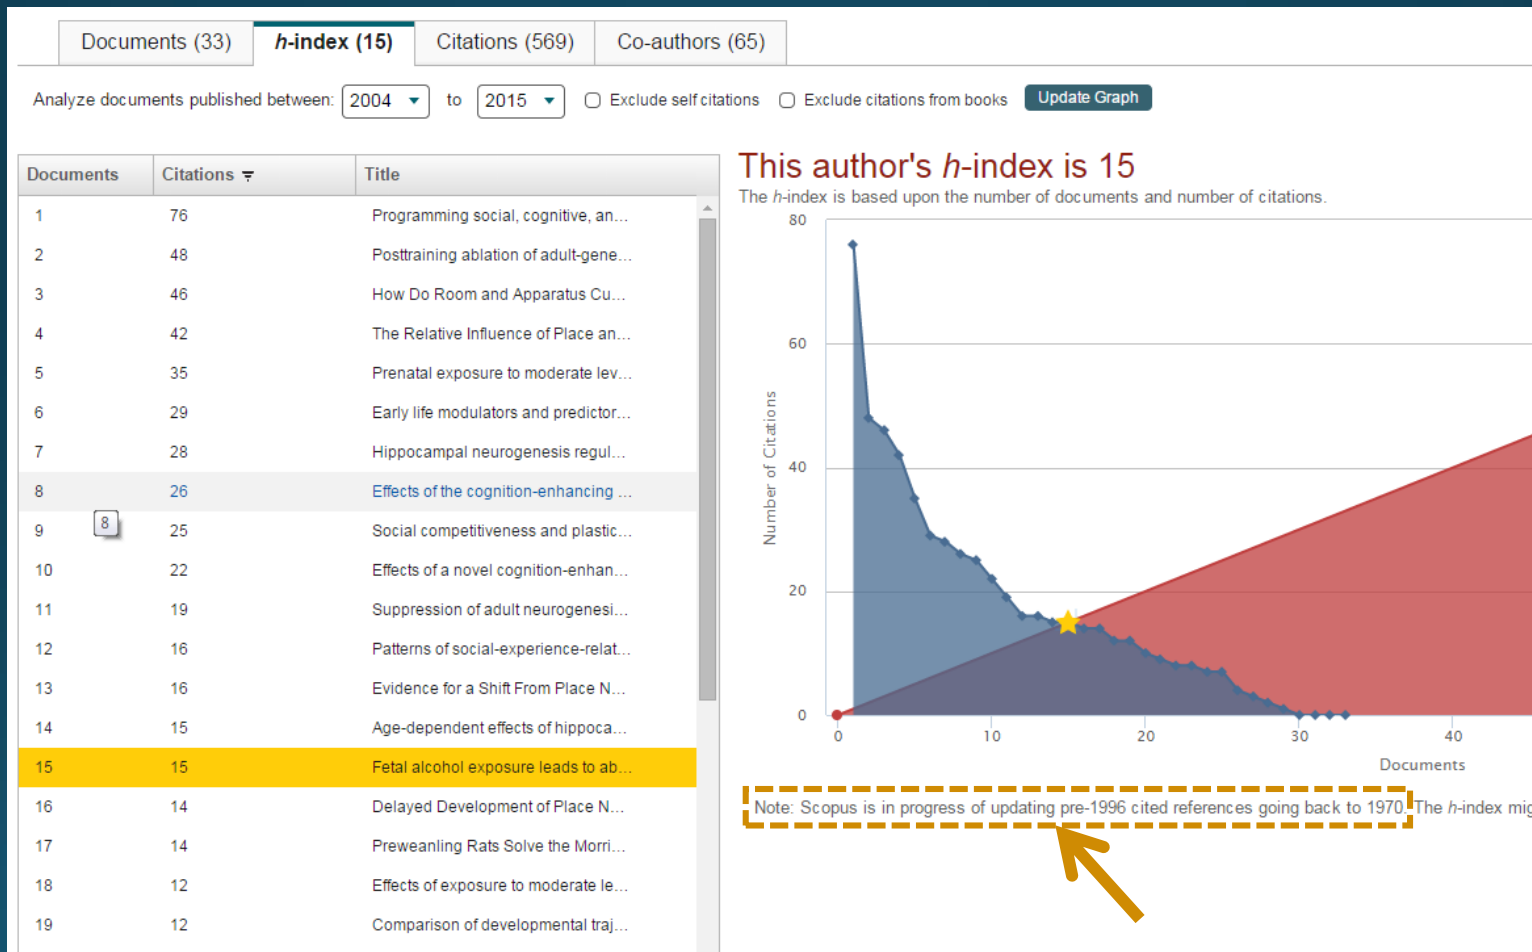 Documents (33) h-index (15) Citations (569) Co-authors (65)
Analyze documents published between: 2004 to 2015 Exclude self citations Exclude citations from books Update Graph
Documents Citations Title
1 76 Programming social, cognitive, an...
2 48 Posttraining ablation of adult-gene...
3 46 How Do Room and Apparatus Cu...
4 42 The Relative Influence of Place an...
5 35 Prenatal exposure to moderate lev...
6 29 Early life modulators and predictor...
7 28 Hippocampal neurogenesis regul...
8 26 Effects of the cognition-enhancing ...
8
9 25 Social competitiveness and plastic...
10 22 Effects of a novel cognition-enhan...
11 19 Suppression of adult neurogenesi...
12 16 Patterns of social-experience-relat...
13 16 Evidence for a Shift From Place N...
14 15 Age-dependent effects of hippoca...
15 15 Fetal alcohol exposure leads to ab...
16 14 Delayed Development of Place N...
17 14 Preweanling Rats Solve the Morri...
18 12 Effects of exposure to moderate le...
19 12 Comparison of developmental traj...
This author's h-index is 15
The h-index is based upon the number of documents and number of citations.
80
60
40
20
0
Number of Citations
0 10 20 30 40
Documents
Note: Scopus is in progress of updating pre-1996 cited references going back to 1970. The h-index mig